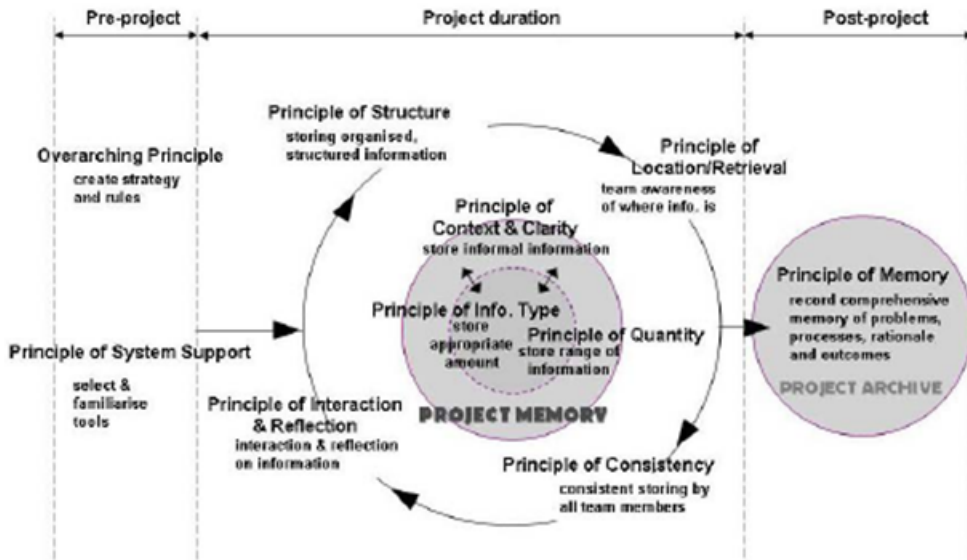 Pre-project
Project duration
Post-project
Overarching Principle
create strategy
and rules
Principle of System Support
select &
familiarise
tools
Principle of Structure
storing organised,
structured information
Principle of
Location/Retrieval
team awareness
of where info. is
Principle of
Context & Clarity
store informal information
Principle of Info. Type
store
appropriate
amount
Principle of Quantity
store range of
information
PROJECT MEMORY
Principle of Interaction
& Reflection
interaction & reflection
on information
Principle of Consistency
consistent storing by
all team members
Principle of Memory
record comprehensive
memory of problems,
processes, rationale
and outcomes
PROJECT ARCHIVE